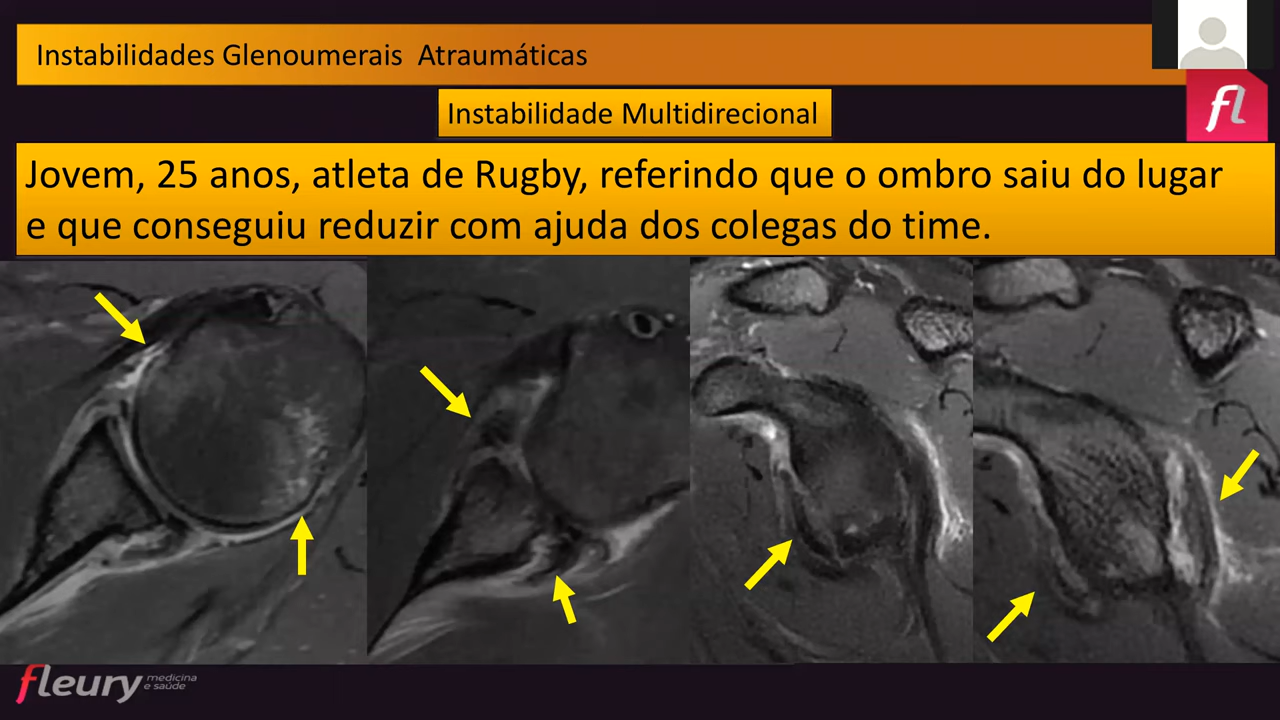 Instabilidades Glenoumerais Atraumáticas
fl
Instabilidade Multidirecional
Jovem, 25 anos, atleta de Rugby, referindo que o ombro saiu do lugar
e que conseguiu reduzir com ajuda dos colegas do time.
fleury medicina
e saúde